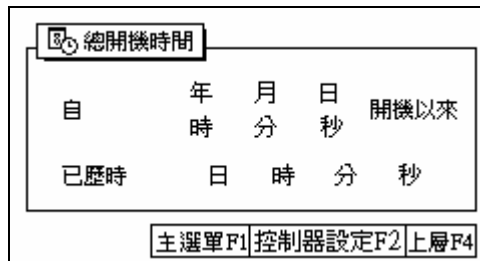 總開機時間
年 月 日
自 開機以來
時 分 秒
已歷時 日 時 分 秒
主選單F1 控制器設定F2 上層F4